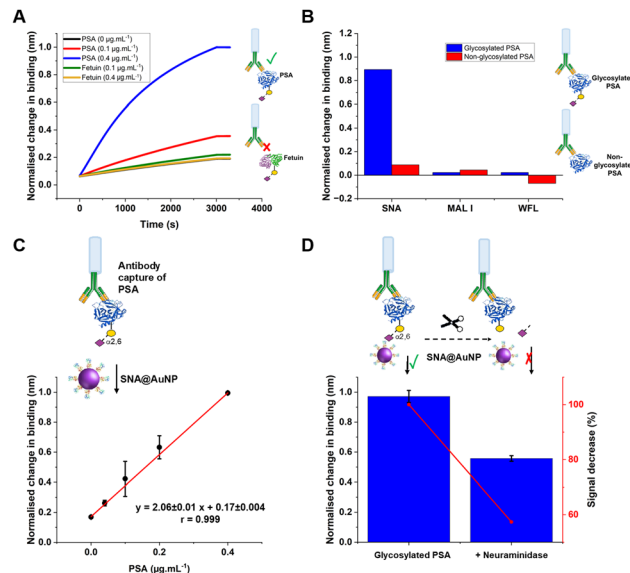 A
Normalised change in binding (nm)
1.0
0.8
0.6
0.4
0.2
0.0
PSA (0 µg.mL⁻¹)
PSA (0.1 µg.mL⁻¹)
PSA (0.4 µg.mL⁻¹)
Fetuin (0.1 µg.mL⁻¹)
Fetuin (0.4 µg.mL⁻¹)
PSA
Fetuin
0 1000 2000 3000 4000
Time (s)
B
Normalised change in binding (nm)
1.2
1.0
0.8
0.6
0.4
0.2
0.0
−0.2
Glycosylated PSA
Non-glycosylated PSA
Glycosylated
PSA
Non-
glycosylated
PSA
SNA MAL I WFL
C
Antibody
capture of
PSA
α2,6
SNA@AuNP
Normalised change in binding (nm)
1.0
0.8
0.6
0.4
0.2
0.0
y = 2.06±0.01 x + 0.17±0.004
r = 0.999
0.0 0.2 0.4
PSA (µg.mL⁻¹)
D
α2,6
SNA@AuNP
Normalised change in binding (nm)
1.0
0.8
0.6
0.4
0.2
0.0
100
80
60
Signal decrease (%)
Glycosylated PSA + Neuraminidase